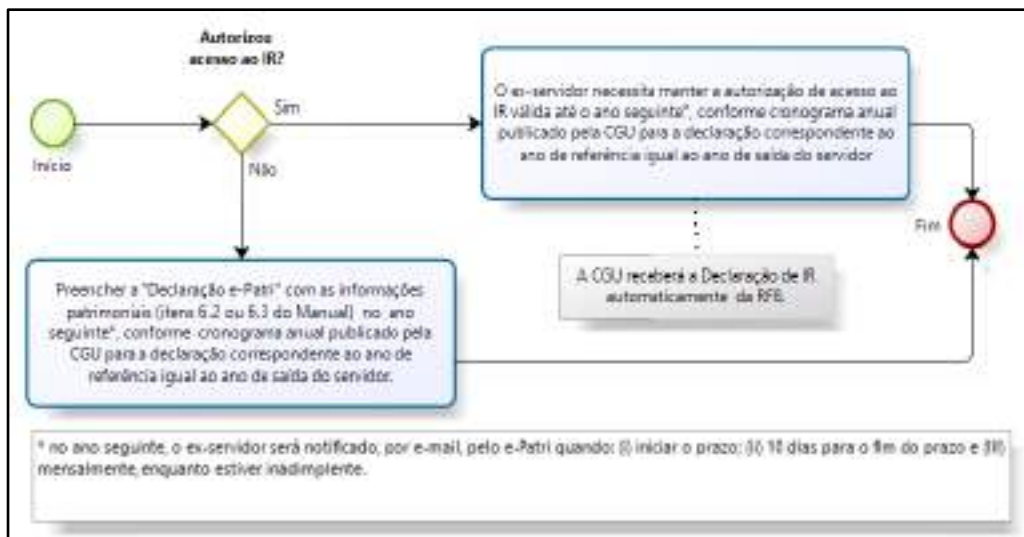 Autorizou
acesso ao IR?
Início
Sim
Não
O ex-servidor necessita manter a autorização de acesso ao
IR válida até o ano seguinte*, conforme cronograma anual
publicado pela CGU para a declaração correspondente ao
ano de referência igual ao ano de saída do servidor
Fim
A CGU receberá a Declaração de IR
automaticamente da RFB.
Preencher a "Declaração e-Patri" com as informações
patrimoniais (itens 6.2 ou 6.3 do Manual) no ano
seguinte*, conforme cronograma anual publicado pela
CGU para a declaração correspondente ao ano de
referência igual ao ano de saída do servidor.
* no ano seguinte, o ex-servidor será notificado, por e-mail, pelo e-Patri quando: (i) iniciar o prazo; (ii) 10 dias para o fim do prazo e (iii)
mensalmente, enquanto estiver inadimplente.